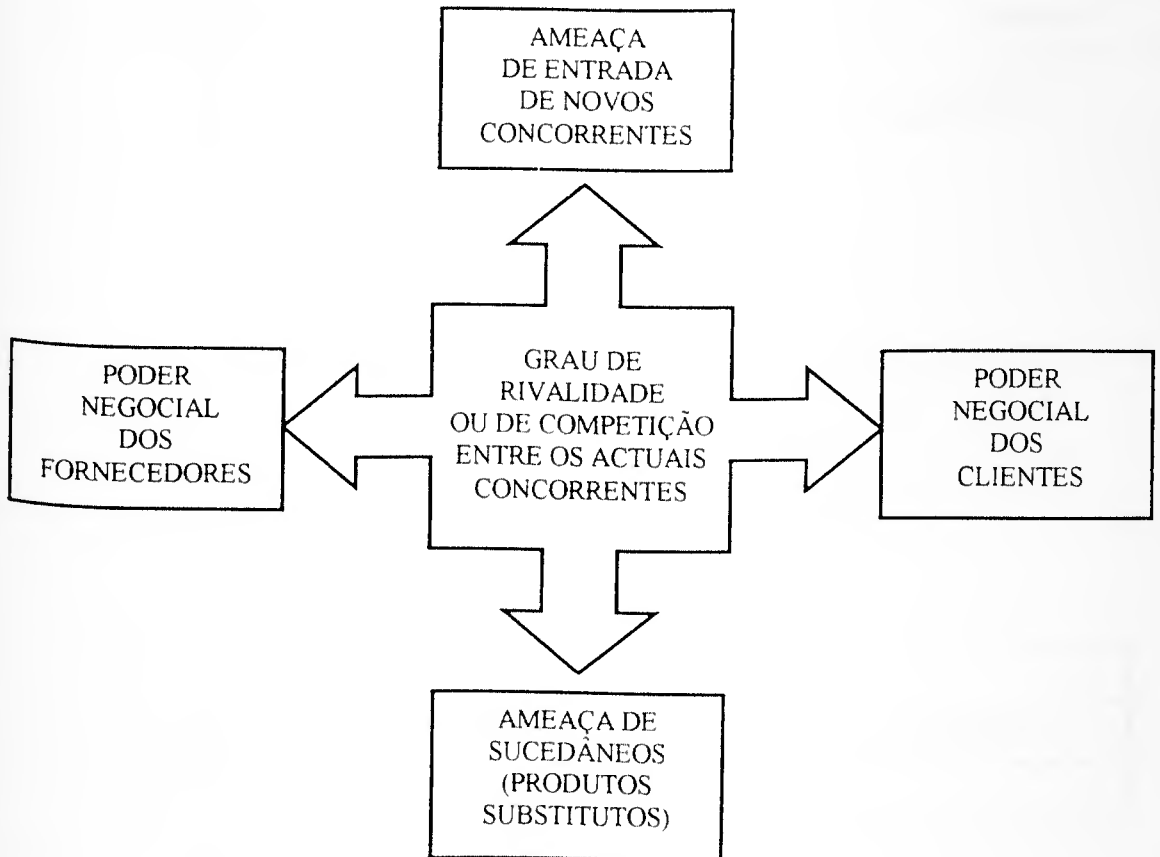 AMEAÇA
DE ENTRADA
DE NOVOS
CONCORRENTES
PODER
NEGOCIAL
DOS
FORNECEDORES
GRAU DE
RIVALIDADE
OU DE COMPETIÇÃO
ENTRE OS ACTUAIS
CONCORRENTES
PODER
NEGOCIAL
DOS
CLIENTES
AMEAÇA DE
SUCEDÂNEOS
(PRODUTOS
SUBSTITUTOS)